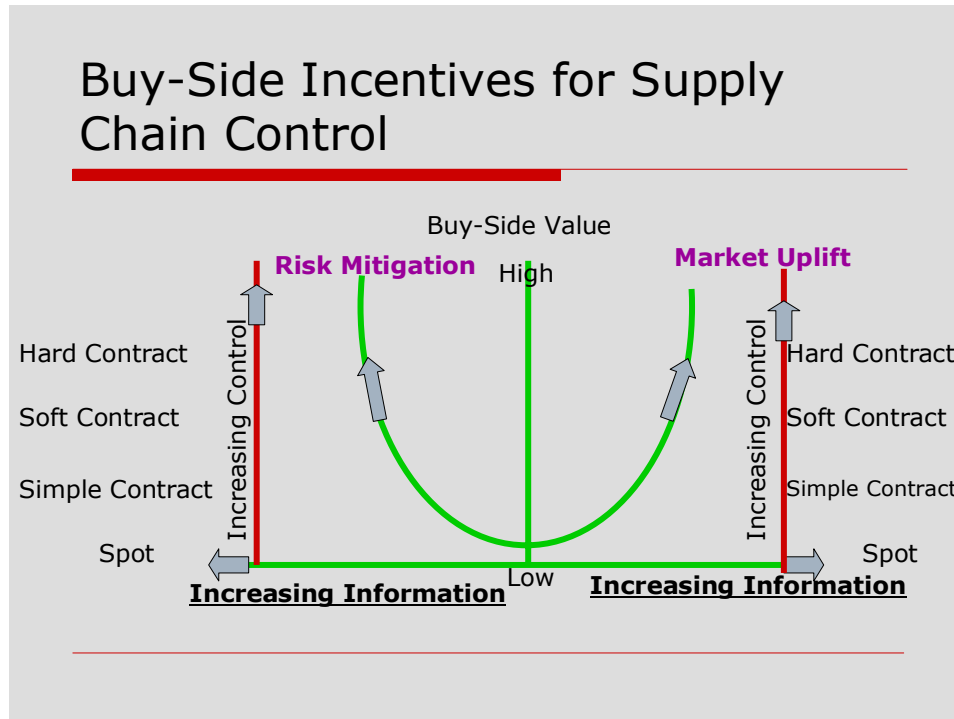 Buy-Side Incentives for Supply
Chain Control
Buy-Side Value
Risk Mitigation
High
Market Uplift
Increasing Control
Hard Contract
Soft Contract
Simple Contract
Spot
Increasing Control
Hard Contract
Soft Contract
Simple Contract
Spot
Low
Increasing Information
Increasing Information